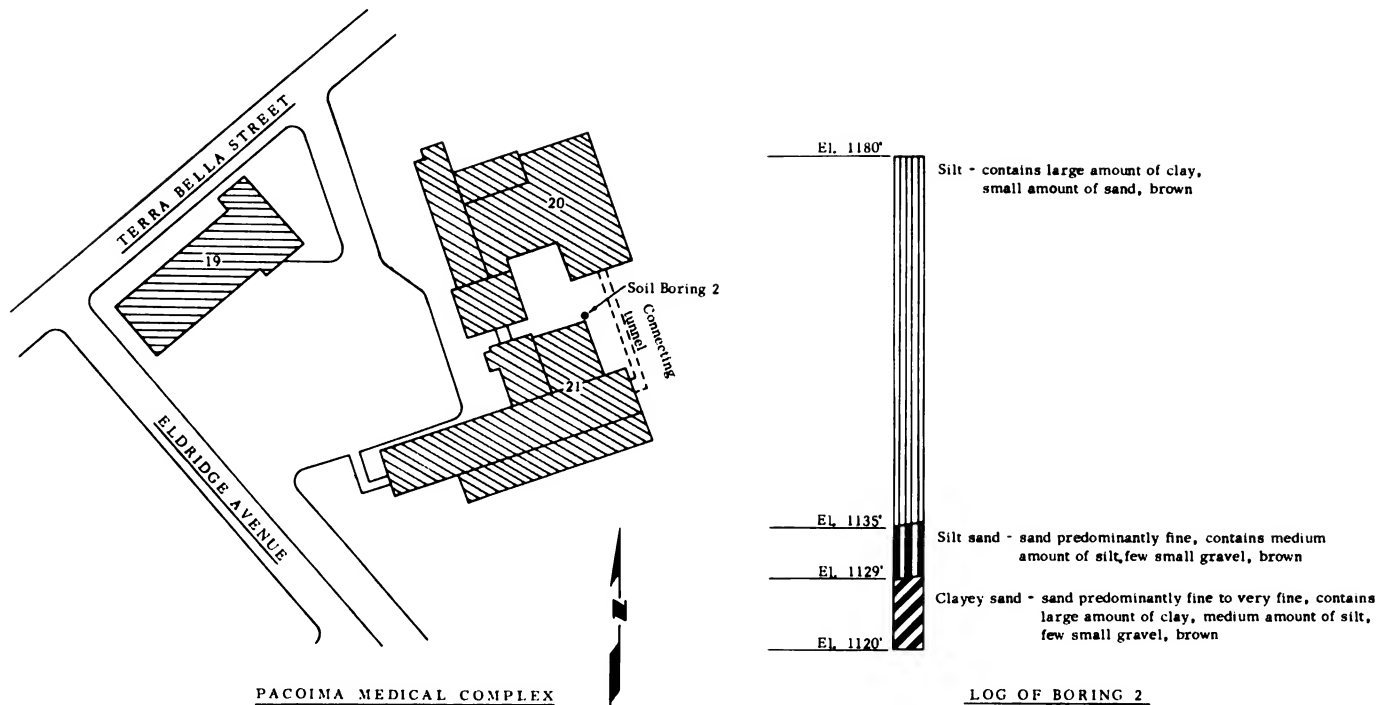 TERRA BELLA STREET
19
20
Soil Boring 2
Connecting
tunnel
21
ELDRIDGE AVENUE
N
PACOIMA MEDICAL COMPLEX
El. 1180'
Silt - contains large amount of clay,
small amount of sand, brown
El. 1135'
Silt sand - sand predominantly fine, contains medium
amount of silt, few small gravel, brown
El. 1129'
Clayey sand - sand predominantly fine to very fine, contains
large amount of clay, medium amount of silt,
few small gravel, brown
El. 1120'
LOG OF BORING 2